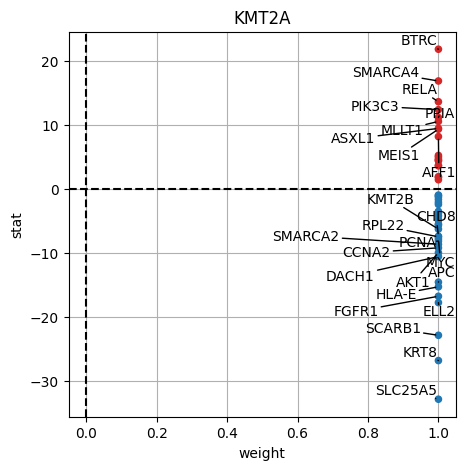 KMT2A
BTRC
SMARCA4
RELA
PIK3C3
PPIA
MLLT1
ASXL1
MEIS1
AFF1
KMT2B
CHD8
RPL22
SMARCA2
PCNA
CCNA2
MYC
DACH1
APC
AKT1
HLA-E
FGFR1
ELL2
SCARB1
KRT8
SLC25A5
20
10
0
−10
−20
−30
stat
0.0
0.2
0.4
0.6
0.8
1.0
weight